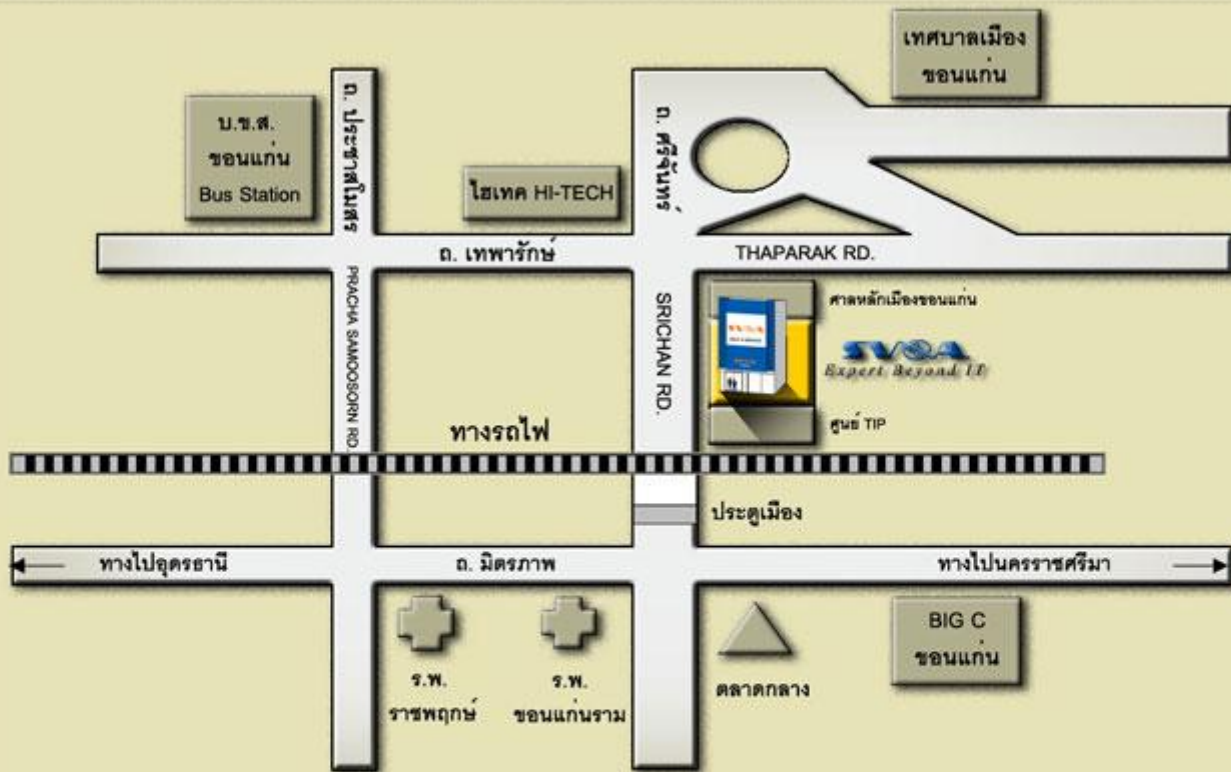 เทศบาลเมือง
ขอนแก่น
บ.ข.ส.
ขอนแก่น
Bus Station
ถ. ประชาสโมสร
ไฮเทค HI-TECH
ถ. ศรีจันทร์
ถ. เทพารักษ์
THAPARAK RD.
PRACHA SAMOOSORN RD.
SRICHAN RD.
ศาลหลักเมืองขอนแก่น
SVOA
Expert Beyond IT
ศูนย์ TIP
ทางรถไฟ
ประตูเมือง
ทางไปอุดรธานี
ถ. มิตรภาพ
ทางไปนครราชศรีมา
ร.พ.
ราชพฤกษ์
ร.พ.
ขอนแก่นราม
ตลาดกลาง
BIG C
ขอนแก่น